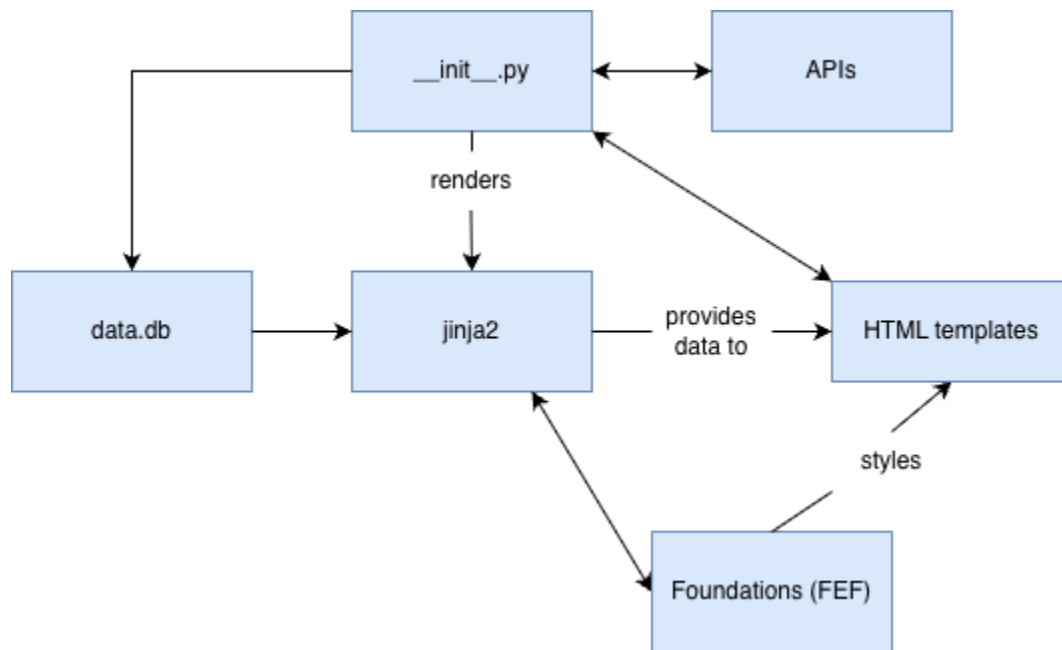 __init__.py
APIs
renders
data.db
jinja2
provides
data to
HTML templates
styles
Foundations (FEF)